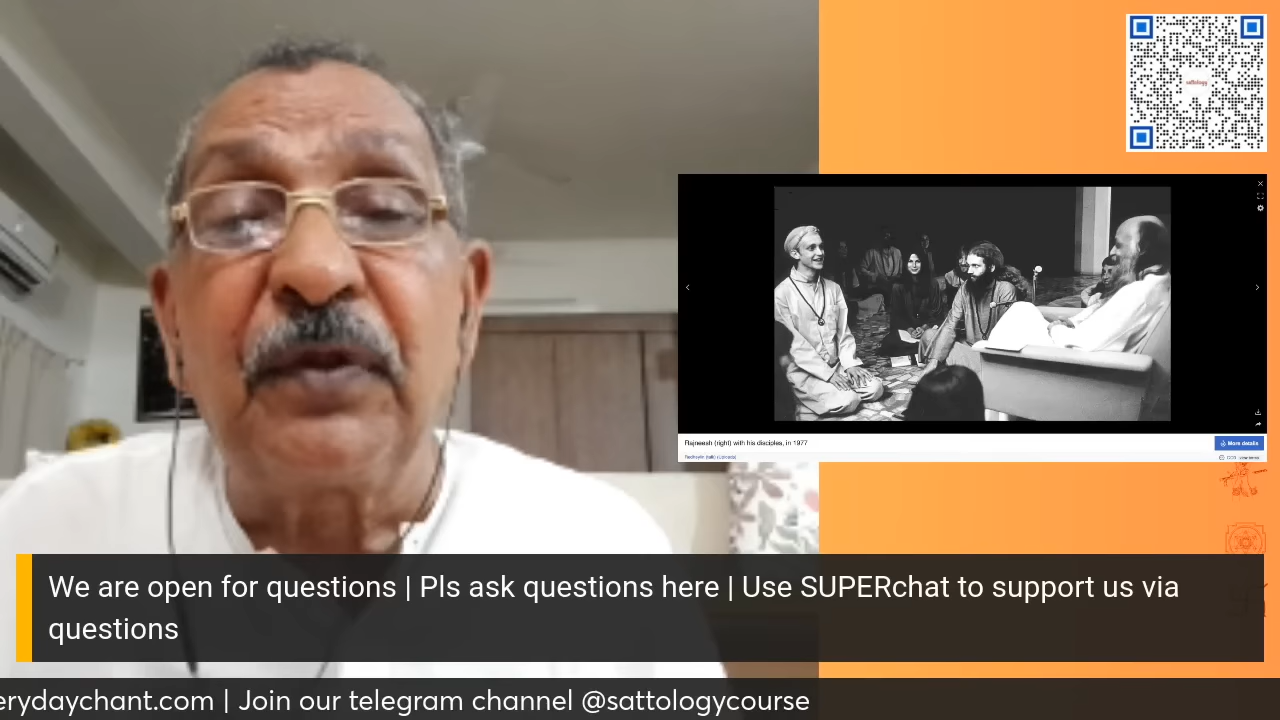 sattology
Rajneesh (right) with his disciples, in 1977
More details
We are open for questions | Pls ask questions here | Use SUPERchat to support us via
questions
erydaychant.com | Join our telegram channel @sattologycourse